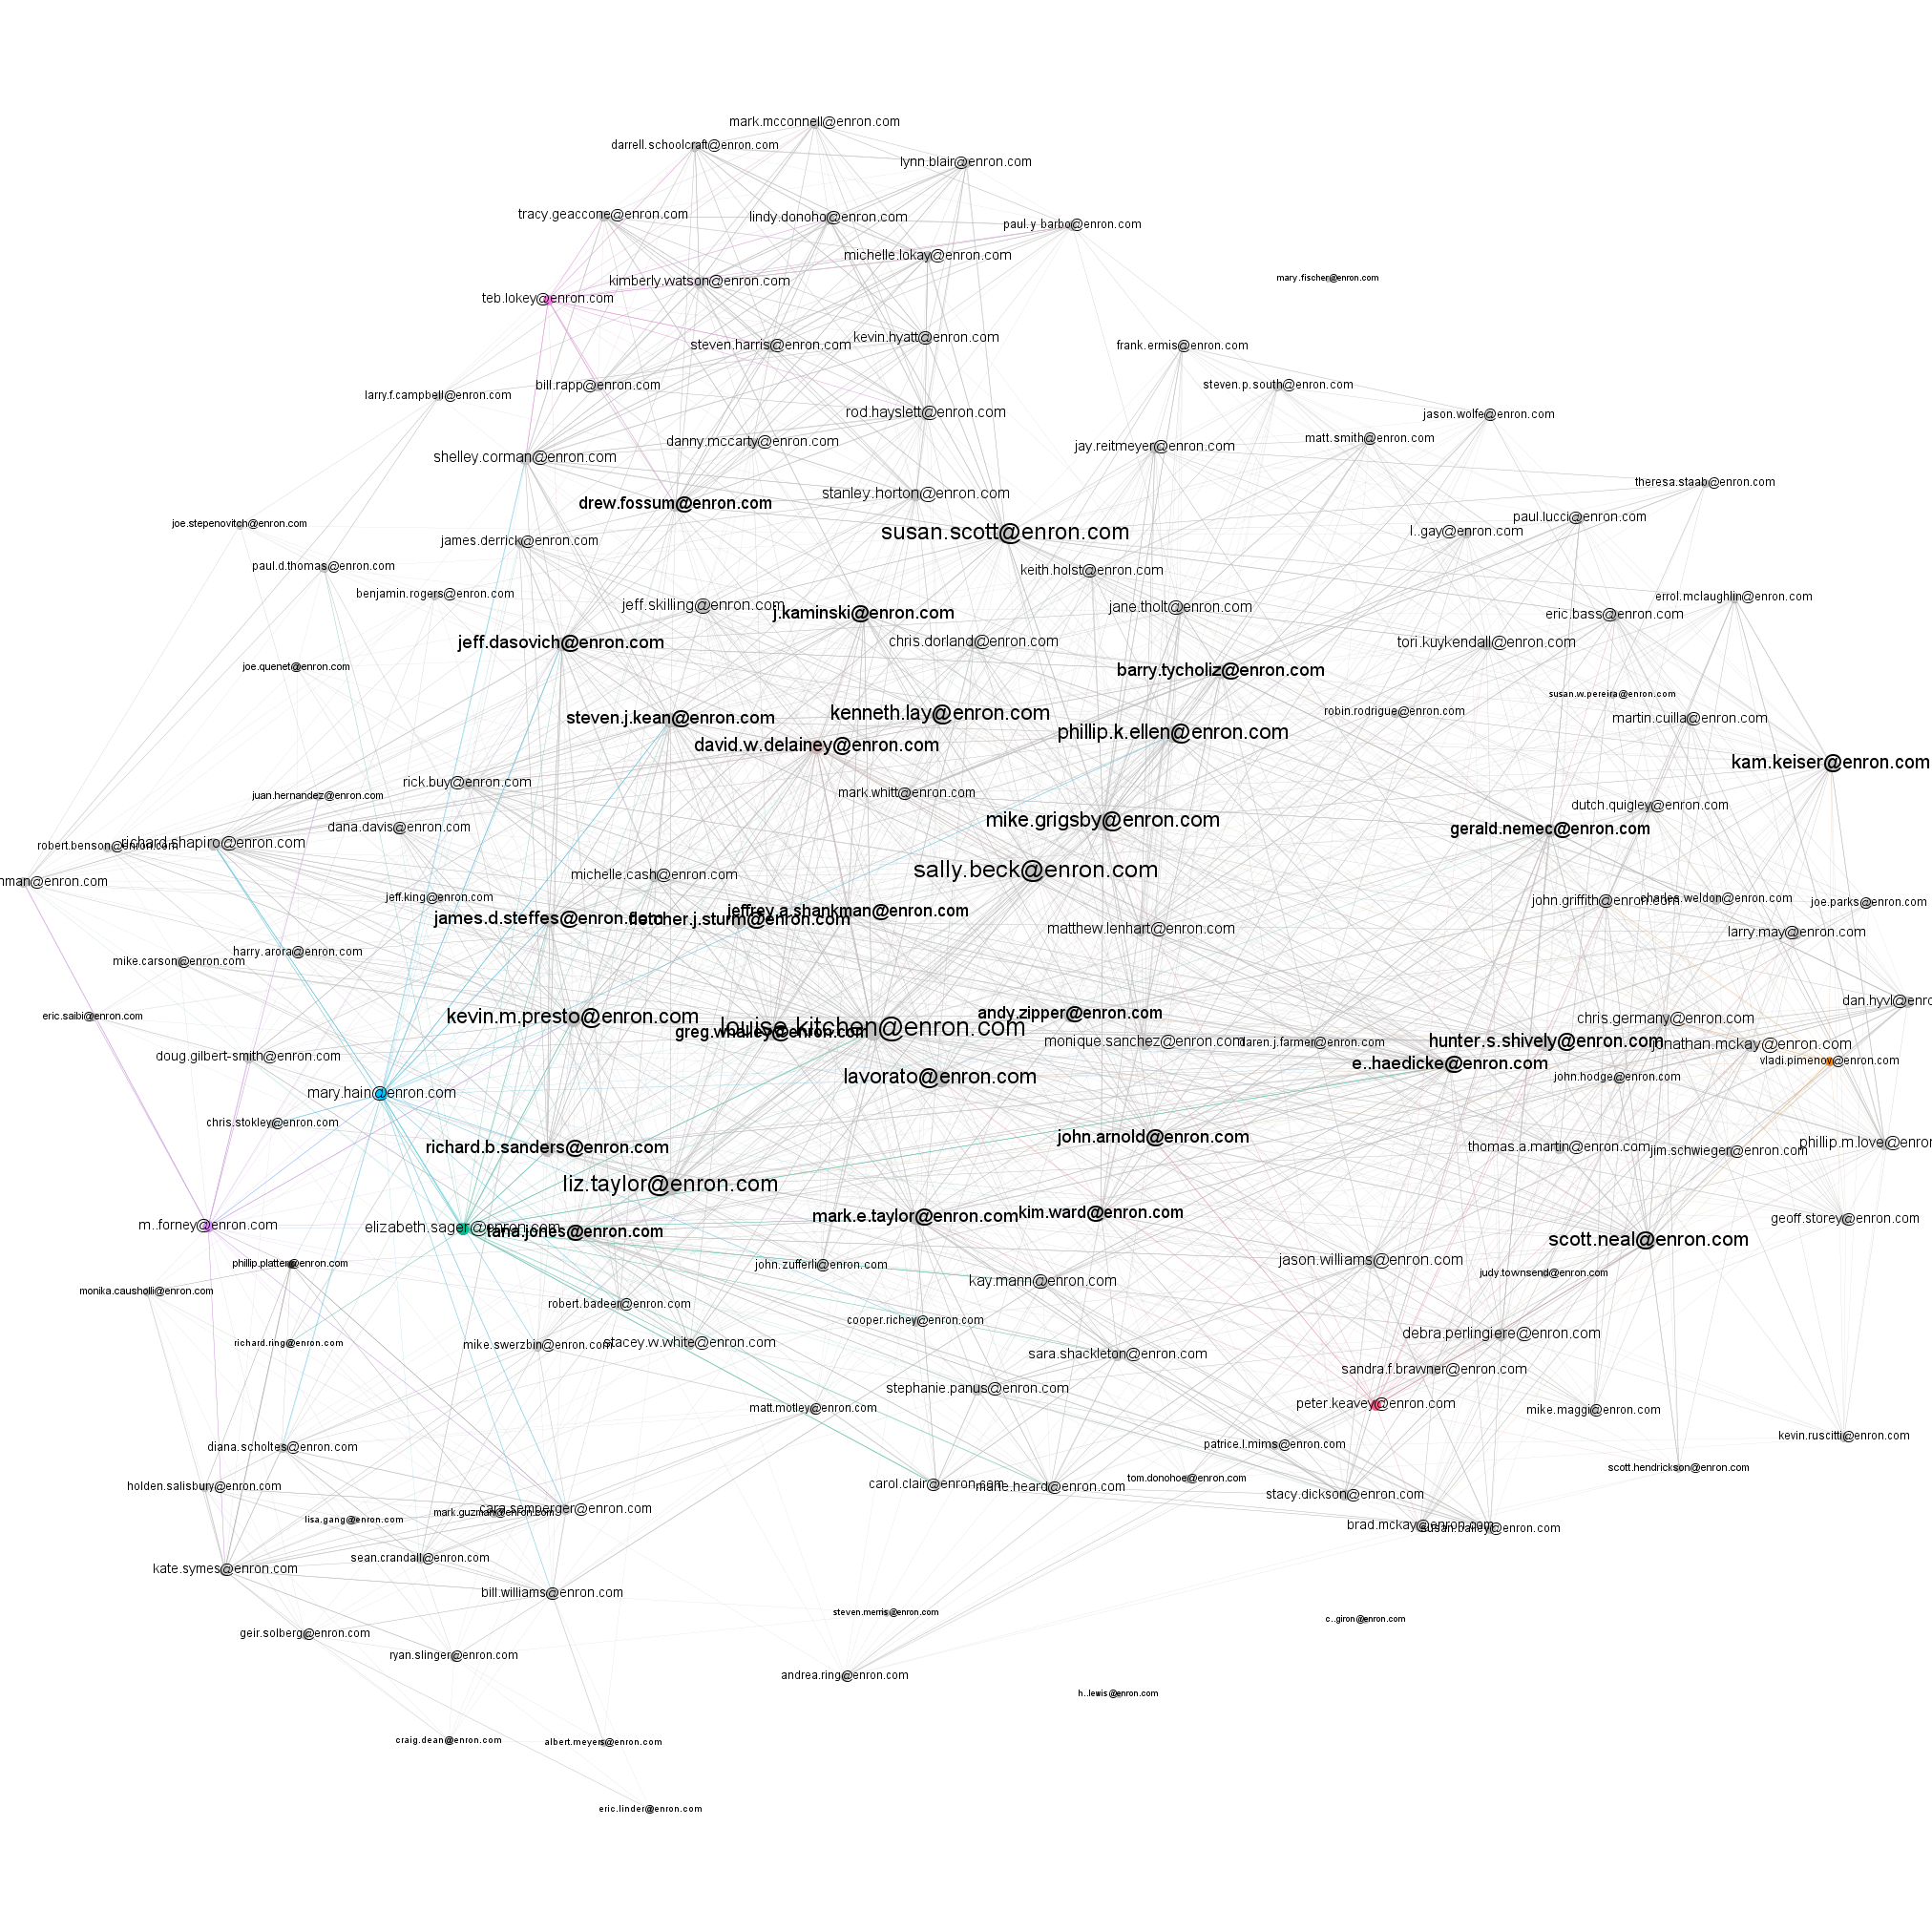 mark.mcconnell@enron.com
darrell.schoolcraft@enron.com
lynn.blair@enron.com
tracy.geaccone@enron.com
lindy.donoho@enron.com
paul.y barbo@enron.com
michelle.lokay@enron.com
mary.fischer@enron.com
kimberly.watson@enron.com
teb.lokey@enron.com
kevin.hyatt@enron.com
steven.harris@enron.com
frank.ermis@enron.com
bill.rapp@enron.com
steven.p.south@enron.com
larry.f.campbell@enron.com
rod.hayslett@enron.com
jason.wolfe@enron.com
danny.mccarty@enron.com
matt.smith@enron.com
jay.reitmeyer@enron.com
shelley.corman@enron.com
theresa.staab@enron.com
stanley.horton@enron.com
drew.fossum@enron.com
paul.lucci@enron.com
joe.stepenovitch@enron.com
susan.scott@enron.com
l..gay@enron.com
james.derrick@enron.com
paul.d.thomas@enron.com
keith.holst@enron.com
benjamin.rogers@enron.com
errol.mclaughlin@enron.com
jeff.skilling@enron.com
jane.tholt@enron.com
j.kaminski@enron.com
eric.bass@enron.com
jeff.dasovich@enron.com
chris.dorland@enron.com
tori.kuykendall@enron.com
joe.quenet@enron.com
barry.tycholiz@enron.com
susan.w.pereira@enron.com
kenneth.lay@enron.com
robin.rodrigue@enron.com
steven.j.kean@enron.com
martin.cuilla@enron.com
phillip.k.ellen@enron.com
david.w.delainey@enron.com
kam.keiser@enron.com
rick.buy@enron.com
mark.whitt@enron.com
juan.hernandez@enron.com
dutch.quigley@enron.com
mike.grigsby@enron.com
dana.davis@enron.com
gerald.nemec@enron.com
robert.benson@enron.com
richard.shapiro@enron.com
sally.beck@enron.com
michelle.cash@enron.com
nman@enron.com
jeff.king@enron.com
john.griffith@enron.com
charles.weldon@enron.com
joe.parks@enron.com
jeffrey.a.shankman@enron.com
james.d.steffes@enron.com
fletcher.j.sturm@enron.com
matthew.lenhart@enron.com
larry.may@enron.com
harry.arora@enron.com
mike.carson@enron.com
dan.hyvl@enro
andy.zipper@enron.com
eric.saibi@enron.com
kevin.m.presto@enron.com
chris.germany@enron.com
louise.kitchen@enron.com
greg.whalley@enron.com
monique.sanchez@enron.com
daren.j.farmer@enron.com
hunter.s.shively@enron.com
jonathan.mckay@enron.com
doug.gilbert-smith@enron.com
vladi.pimenov@enron.com
e..haedicke@enron.com
lavorato@enron.com
john.hodge@enron.com
mary.hain@enron.com
chris.stokley@enron.com
john.arnold@enron.com
phillip.m.love@enron
richard.b.sanders@enron.com
thomas.a.martin@enron.com
jim.schwieger@enron.com
liz.taylor@enron.com
kim.ward@enron.com
mark.e.taylor@enron.com
geoff.storey@enron.com
m..forney@enron.com
elizabeth.sager@enron.com
tana.jones@enron.com
scott.neal@enron.com
jason.williams@enron.com
phillip.platter@enron.com
john.zufferli@enron.com
judy.townsend@enron.com
kay.mann@enron.com
monika.causholli@enron.com
robert.badeer@enron.com
cooper.richey@enron.com
debra.perlingiere@enron.com
richard.ring@enron.com
mike.swerzbin@enron.com
stacey.w.white@enron.com
sara.shackleton@enron.com
sandra.f.brawner@enron.com
stephanie.panus@enron.com
peter.keavey@enron.com
matt.motley@enron.com
mike.maggi@enron.com
kevin.ruscitti@enron.com
diana.scholtes@enron.com
patrice.l.mims@enron.com
scott.hendrickson@enron.com
tom.donohoe@enron.com
holden.salisbury@enron.com
carol.clair@enron.com
marie.heard@enron.com
stacy.dickson@enron.com
cara.semperger@enron.com
mark.guzman@enron.com
lisa.gang@enron.com
brad.mckay@enron.com
susan.bailey@enron.com
sean.crandall@enron.com
kate.symes@enron.com
bill.williams@enron.com
steven.merris@enron.com
c..giron@enron.com
geir.solberg@enron.com
ryan.slinger@enron.com
andrea.ring@enron.com
h..lewis@enron.com
craig.dean@enron.com
albert.meyers@enron.com
eric.linder@enron.com